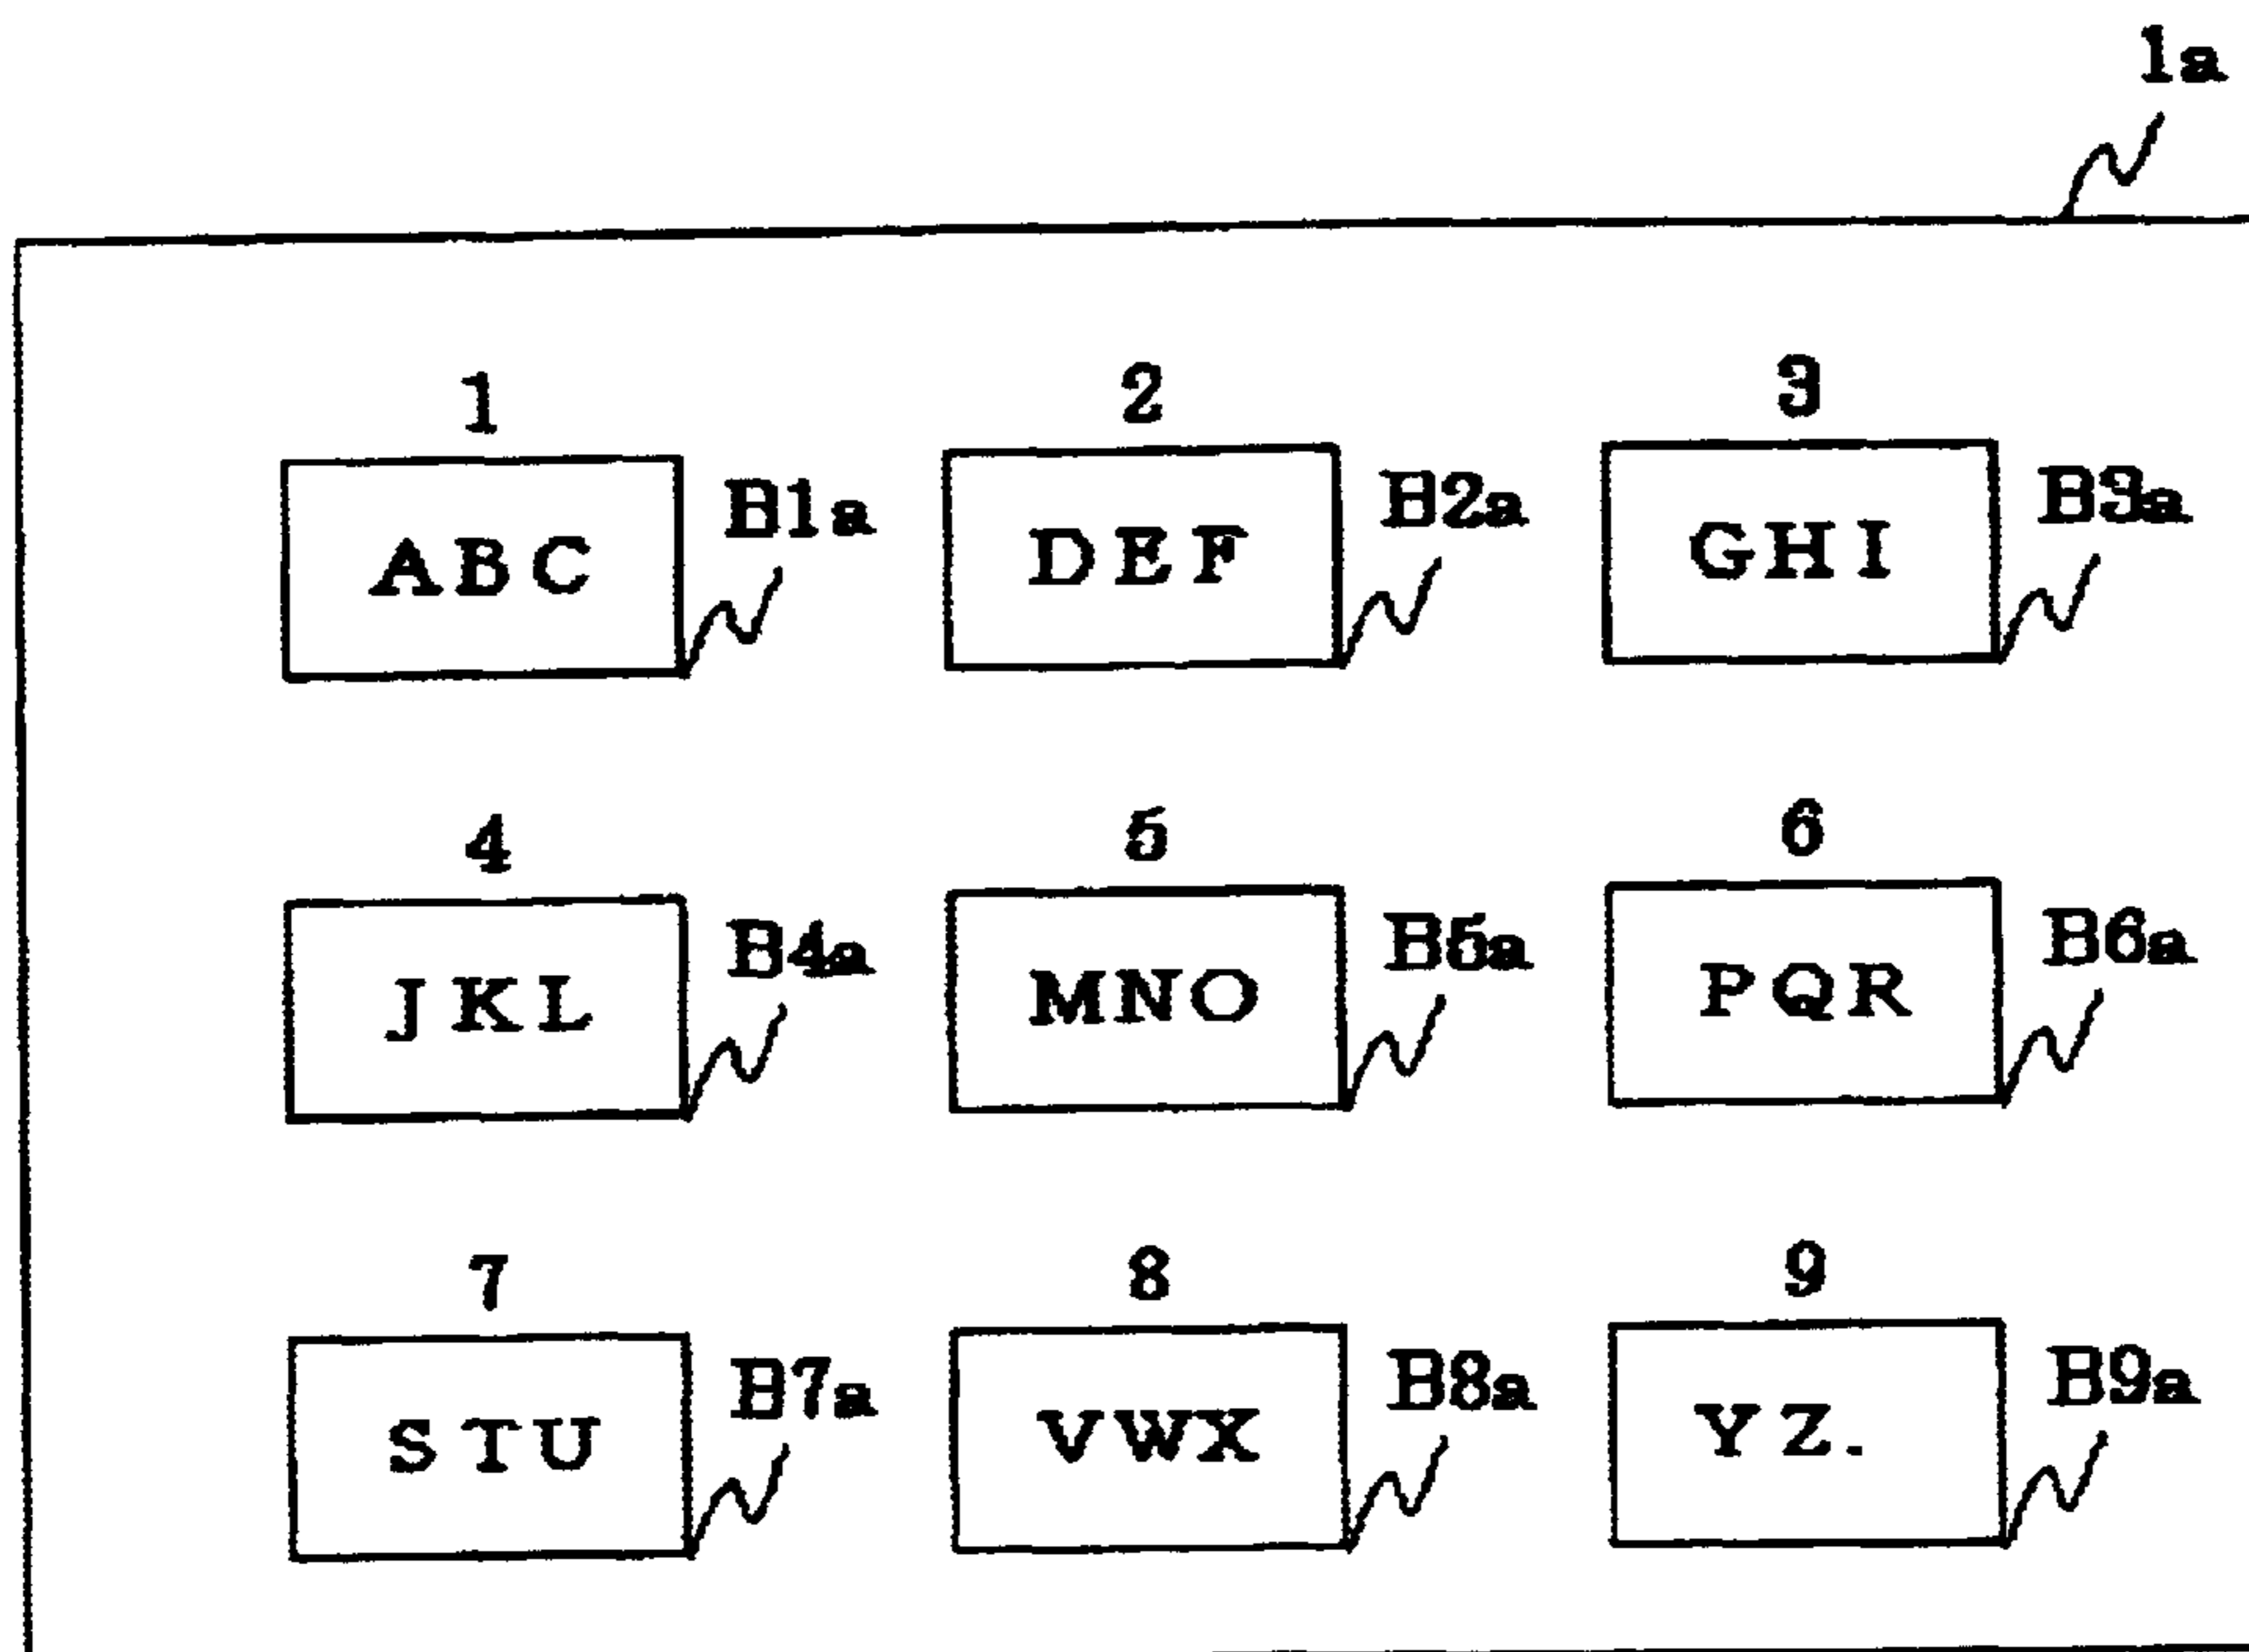 1a
1 2 3
ABC B1a DEF B2a GHI B3a
4 5 6
JKL B4a MNO B5a PQR B6a
7 8 9
STU B7a VWX B8a YZ. B9a